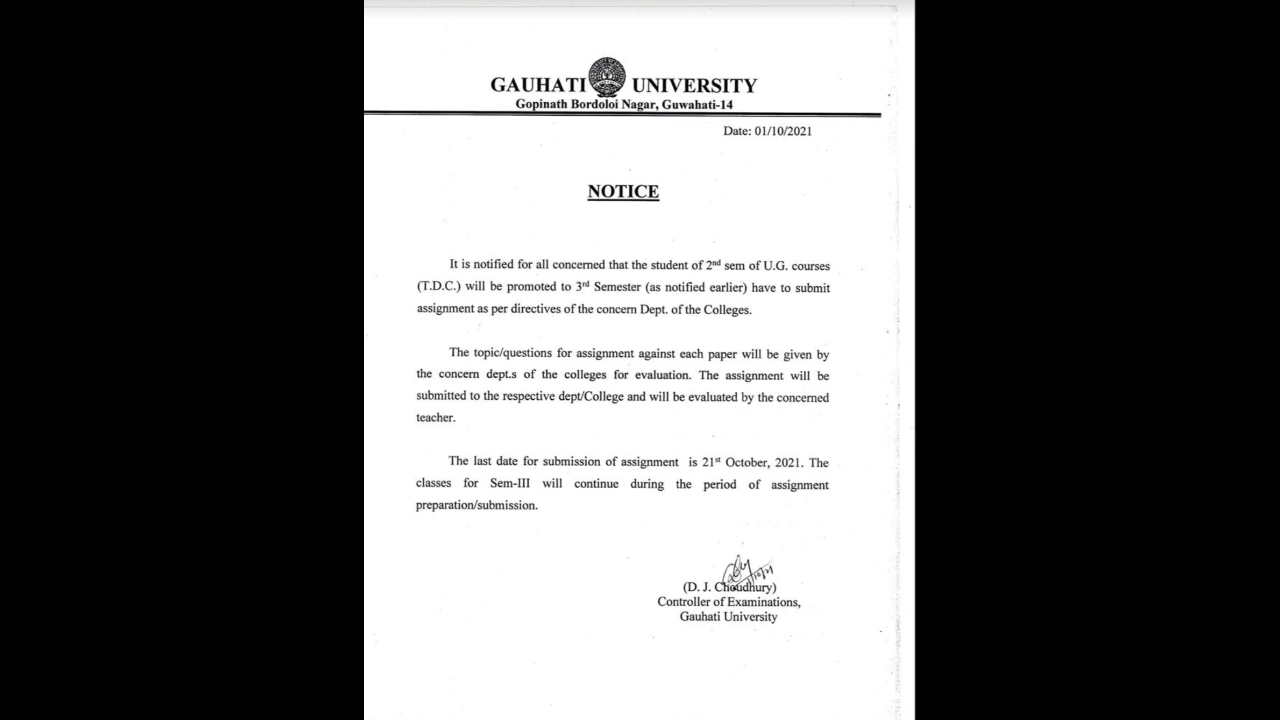 GAUHATI UNIVERSITY
Gopinath Bordoloi Nagar, Guwahati-14
Date: 01/10/2021
NOTICE
It is notified for all concerned that the student of 2nd sem of U.G. courses
(T.D.C.) will be promoted to 3rd Semester (as notified earlier) have to submit
assignment as per directives of the concern Dept. of the Colleges.
The topic/questions for assignment against each paper will be given by
the concern dept.s of the colleges for evaluation. The assignment will be
submitted to the respective dept/College and will be evaluated by the concerned
teacher.
The last date for submission of assignment is 21st October, 2021. The
classes for Sem-III will continue during the period of assignment
preparation/submission.
(D. J. Choudhury)
Controller of Examinations,
Gauhati University